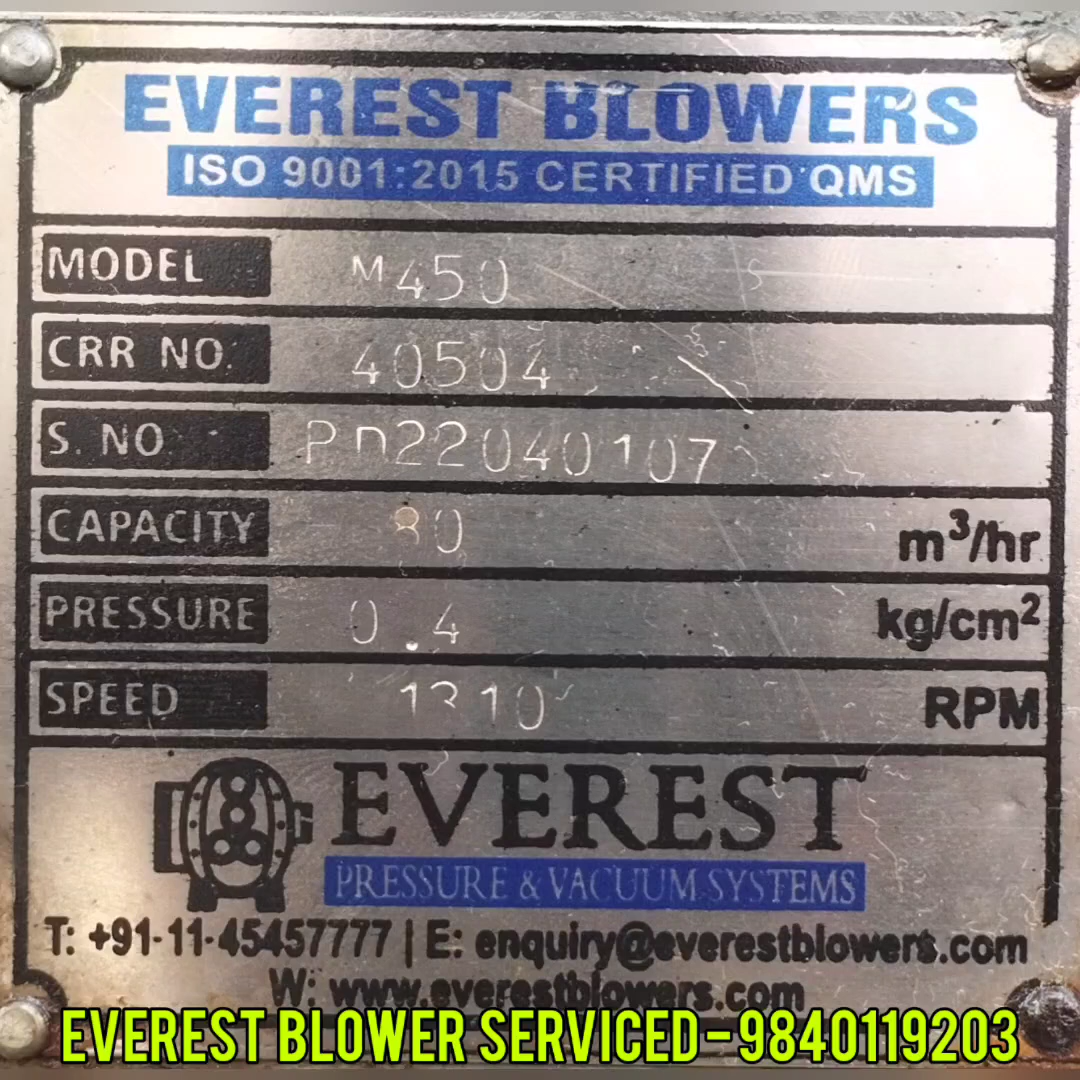 EVEREST BLOWERS
ISO 9001:2015 CERTIFIED QMS
MODEL M450
CRR NO. 40504
S. NO PD22040107
CAPACITY 80 m³/hr
PRESSURE 0.4 kg/cm²
SPEED 1310 RPM
EVEREST
PRESSURE & VACUUM SYSTEMS
T: +91-11-45457777 | E: enquiry@everestblowers.com
W: www.everestblowers.com
EVEREST BLOWER SERVICED-9840119203